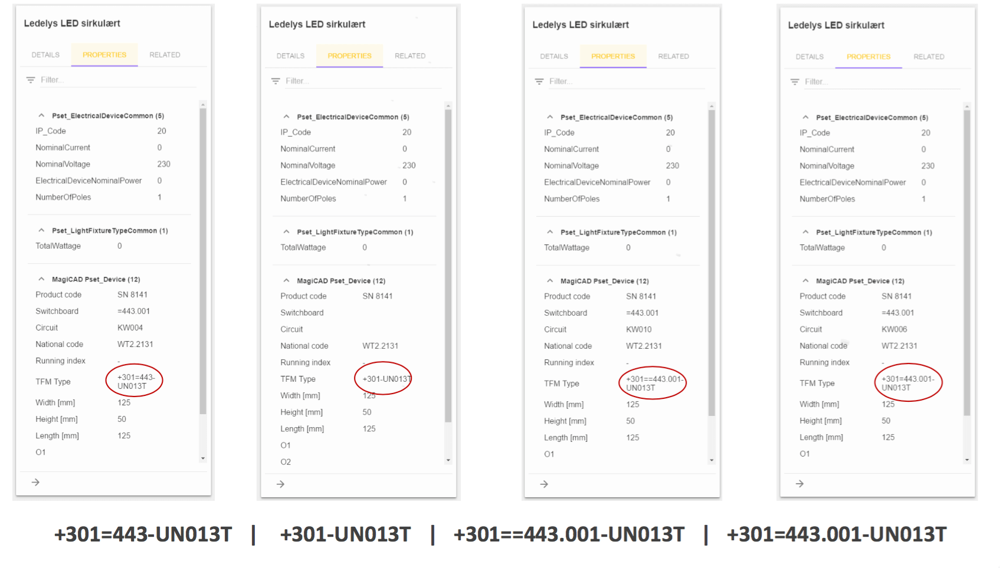 Ledelys LED sirkulært
DETAILS PROPERTIES RELATED
Filter...
Pset_ElectricalDeviceCommon (5)
IP_Code 20
NominalCurrent 0
NominalVoltage 230
ElectricalDeviceNominalPower 0
NumberOfPoles 1
Pset_LightFixtureTypeCommon (1)
TotalWattage 0
MagiCAD Pset_Device (12)
Product code SN 8141
Switchboard =443.001
Circuit KW004
National code WT2.2131
Running index -
TFM Type +301=443-
UN013T
Width [mm] 125
Height [mm] 50
Length [mm] 125
O1
Ledelys LED sirkulært
DETAILS PROPERTIES RELATED
Filter...
Pset_ElectricalDeviceCommon (5)
IP_Code 20
NominalCurrent 0
NominalVoltage 230
ElectricalDeviceNominalPower 0
NumberOfPoles 1
Pset_LightFixtureTypeCommon (1)
TotalWattage 0
MagiCAD Pset_Device (12)
Product code SN 8141
Switchboard
Circuit
National code WT2.2131
Running index -
TFM Type +301-UN013T
Width [mm] 125
Height [mm] 50
Length [mm] 125
O1
O2
Ledelys LED sirkulært
DETAILS PROPERTIES RELATED
Filter...
Pset_ElectricalDeviceCommon (5)
IP_Code 20
NominalCurrent 0
NominalVoltage 230
ElectricalDeviceNominalPower 0
NumberOfPoles 1
Pset_LightFixtureTypeCommon (1)
TotalWattage 0
MagiCAD Pset_Device (12)
Product code SN 8141
Switchboard =443.001
Circuit KW010
National code WT2.2131
Running index -
TFM Type +301==443.001-
UN013T
Width [mm] 125
Height [mm] 50
Length [mm] 125
O1
Ledelys LED sirkulært
DETAILS PROPERTIES RELATED
Filter...
Pset_ElectricalDeviceCommon (5)
IP_Code 20
NominalCurrent 0
NominalVoltage 230
ElectricalDeviceNominalPower 0
NumberOfPoles 1
Pset_LightFixtureTypeCommon (1)
TotalWattage 0
MagiCAD Pset_Device (12)
Product code SN 8141
Switchboard =443.001
Circuit KW006
National code WT2.2131
Running index -
TFM Type +301=443.001-
UN013T
Width [mm] 125
Height [mm] 50
Length [mm] 125
O1
+301=443-UN013T | +301-UN013T | +301==443.001-UN013T | +301=443.001-UN013T